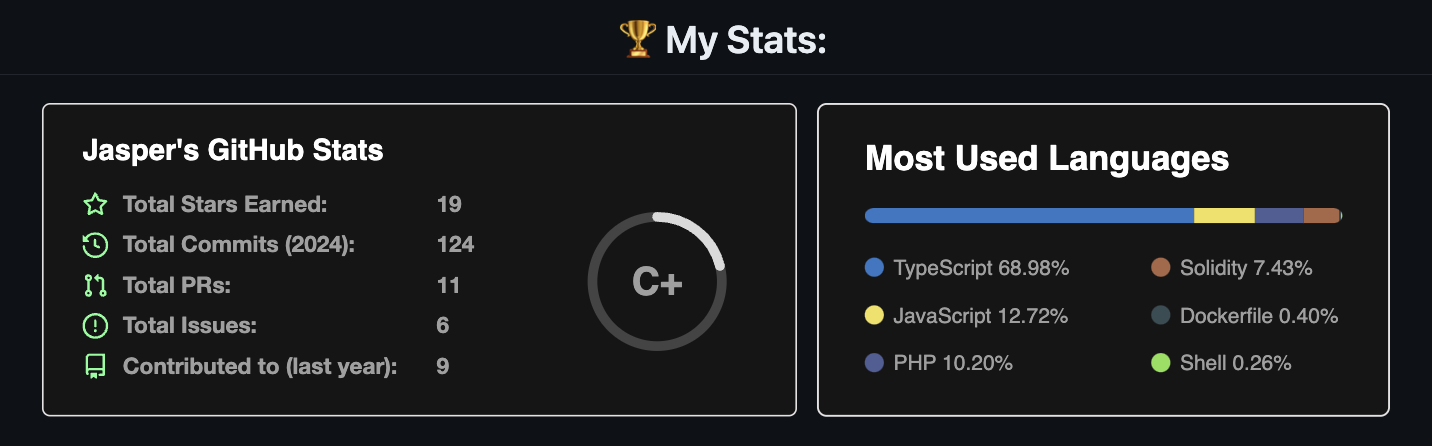 🏆 My Stats:
Jasper's GitHub Stats
Total Stars Earned: 19
Total Commits (2024): 124
Total PRs: 11
Total Issues: 6
Contributed to (last year): 9
C+
Most Used Languages
TypeScript 68.98%
JavaScript 12.72%
PHP 10.20%
Solidity 7.43%
Dockerfile 0.40%
Shell 0.26%